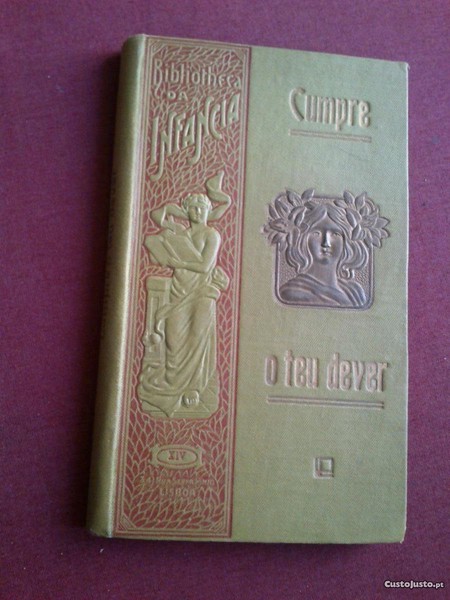 Bibliotheca
DA
INFANCIA
Cumpre
o teu dever
XIV
LISBOA
CustoJusto.pt